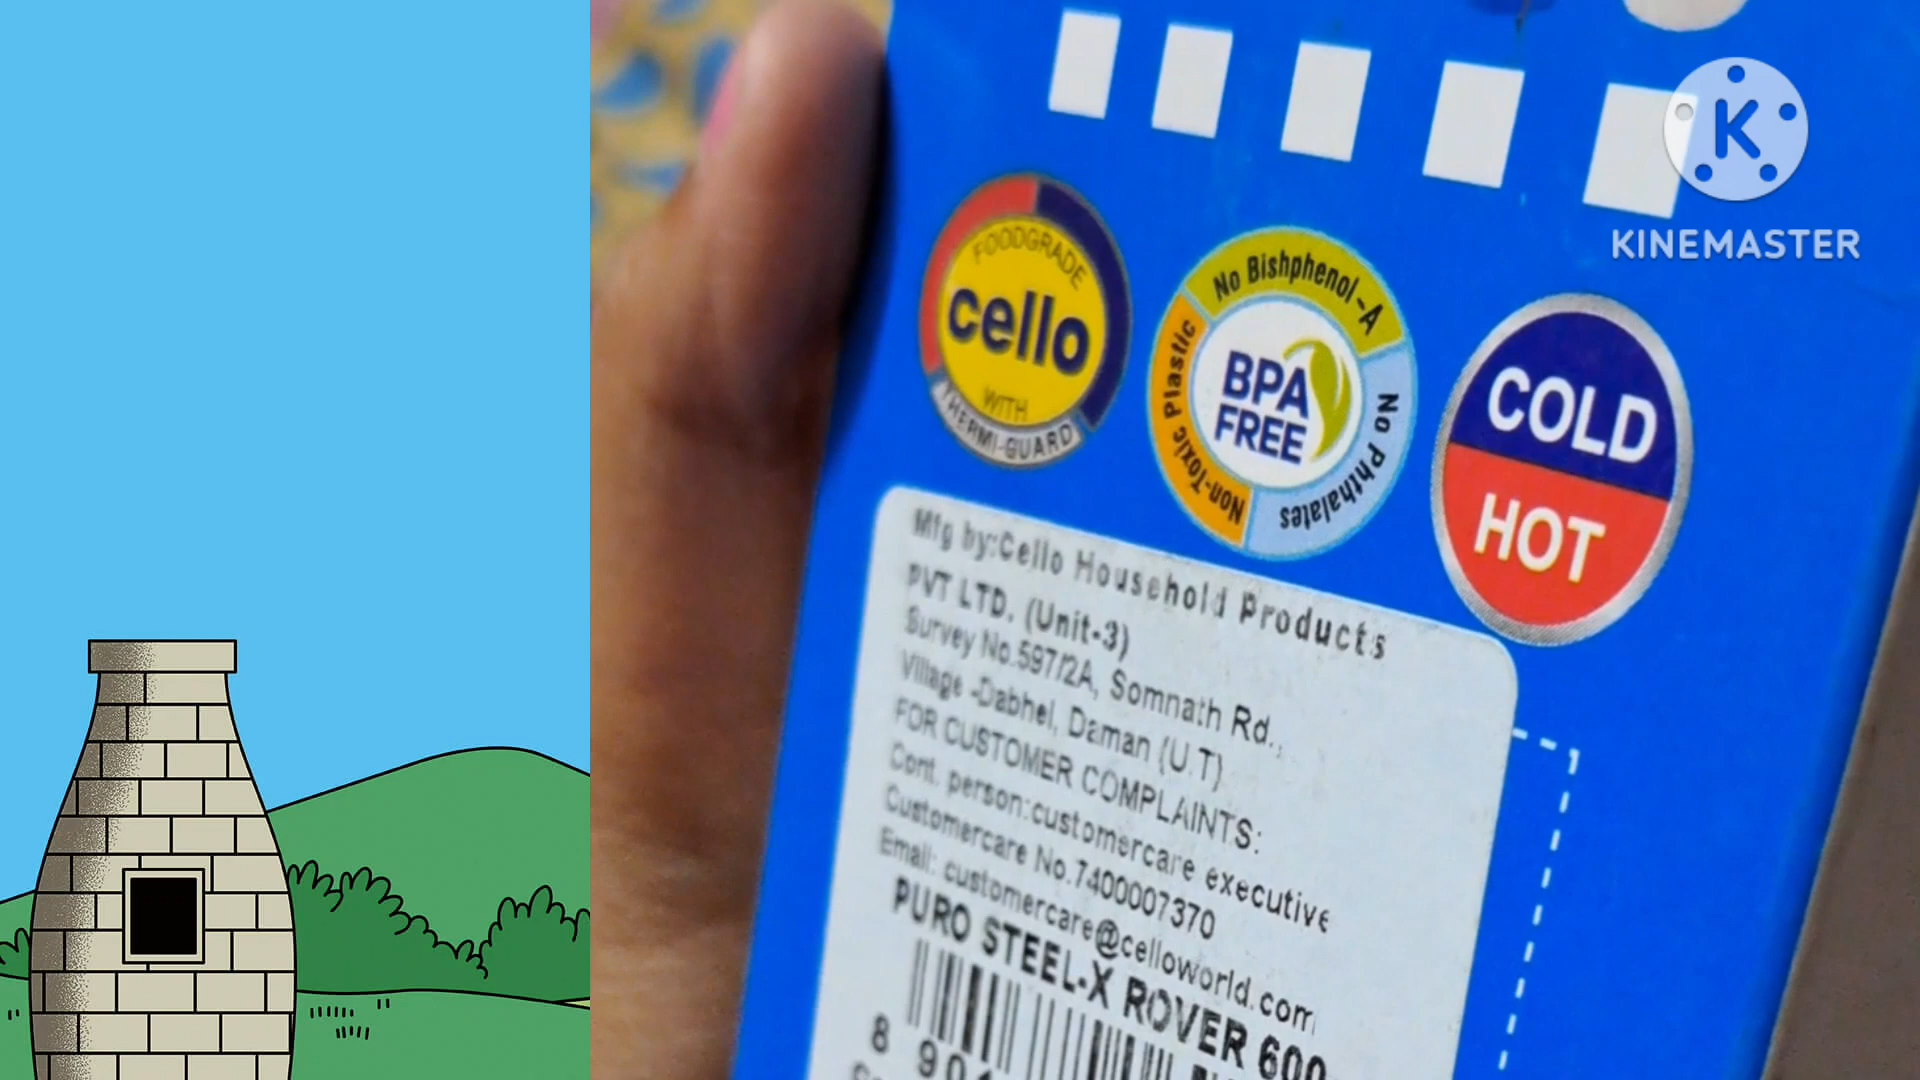 KINEMASTER
FOODGRADE
cello
WITH
THERMI-GUARD
No Bishphenol-A
Non-Toxic Plastic
No Phthalates
BPA
FREE
COLD
HOT
Mfg by:Cello Household Products
PVT LTD. (Unit-3)
Survey No.597/2A, Somnath Rd.,
Village -Dabhel, Daman (U.T)
FOR CUSTOMER COMPLAINTS:
Cont. person:customercare executive
Customercare No.7400007370
Email: customercare@celloworld.com
PURO STEEL-X ROVER 600
8 904